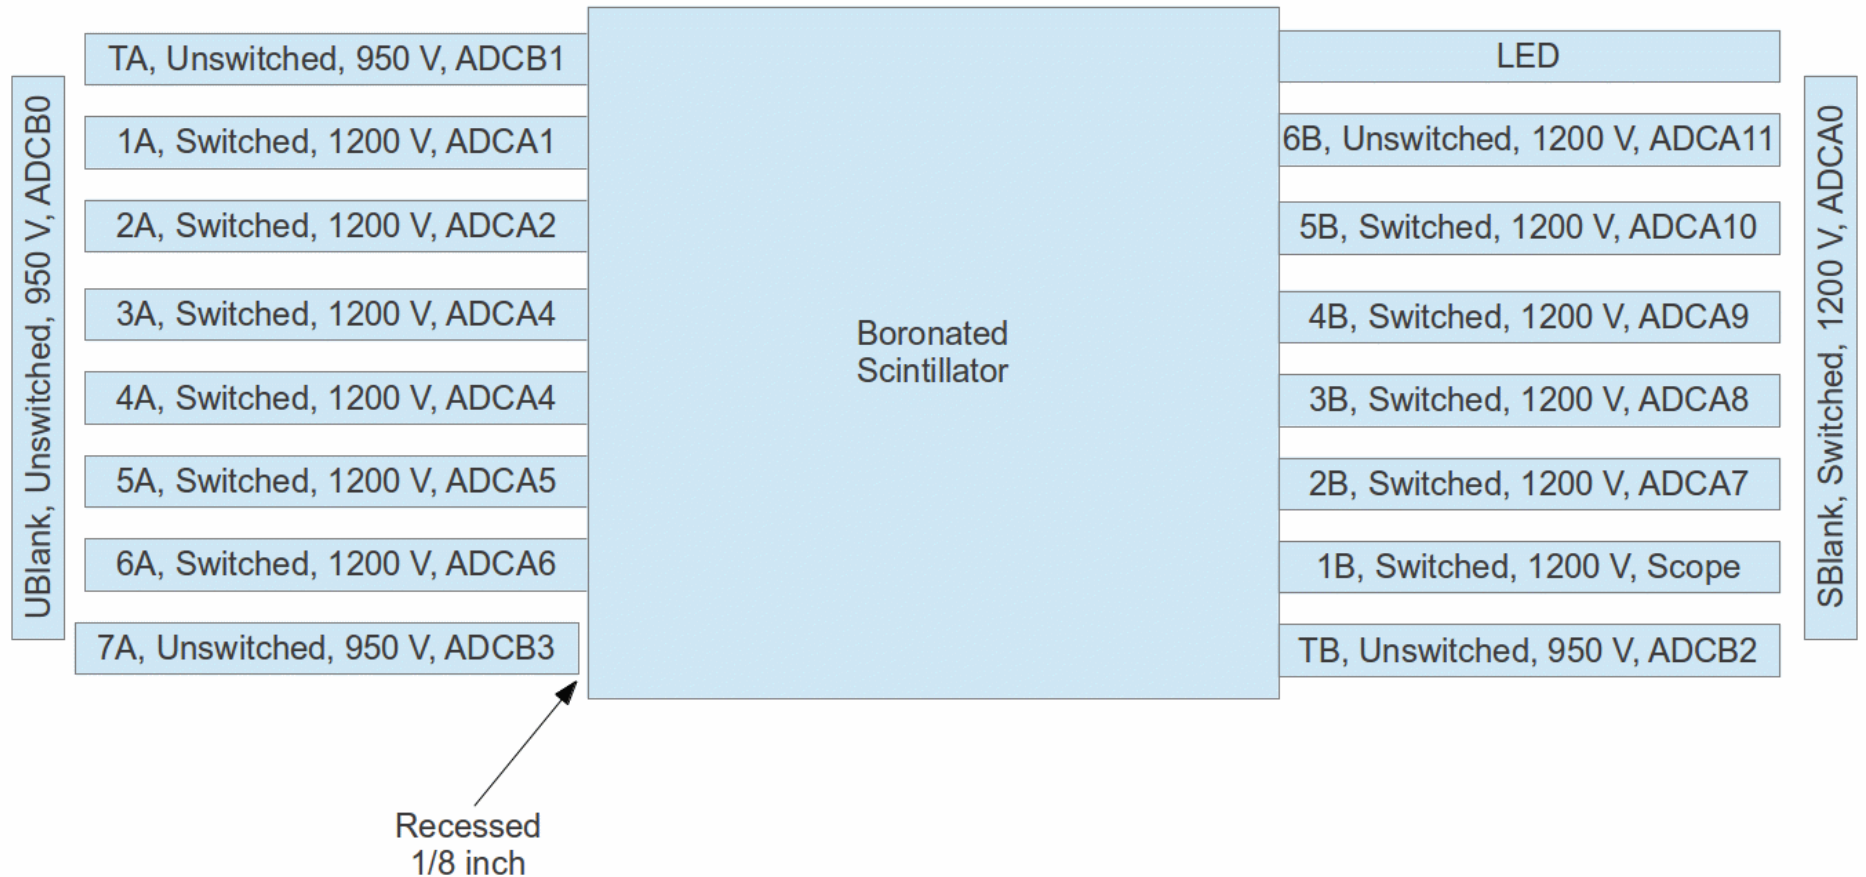 UBlank, Unswitched, 950 V, ADCB0
TA, Unswitched, 950 V, ADCB1
1A, Switched, 1200 V, ADCA1
2A, Switched, 1200 V, ADCA2
3A, Switched, 1200 V, ADCA4
4A, Switched, 1200 V, ADCA4
5A, Switched, 1200 V, ADCA5
6A, Switched, 1200 V, ADCA6
7A, Unswitched, 950 V, ADCB3
Recessed
1/8 inch
Boronated
Scintillator
LED
6B, Unswitched, 1200 V, ADCA11
5B, Switched, 1200 V, ADCA10
4B, Switched, 1200 V, ADCA9
3B, Switched, 1200 V, ADCA8
2B, Switched, 1200 V, ADCA7
1B, Switched, 1200 V, Scope
TB, Unswitched, 950 V, ADCB2
SBlank, Switched, 1200 V, ADCA0